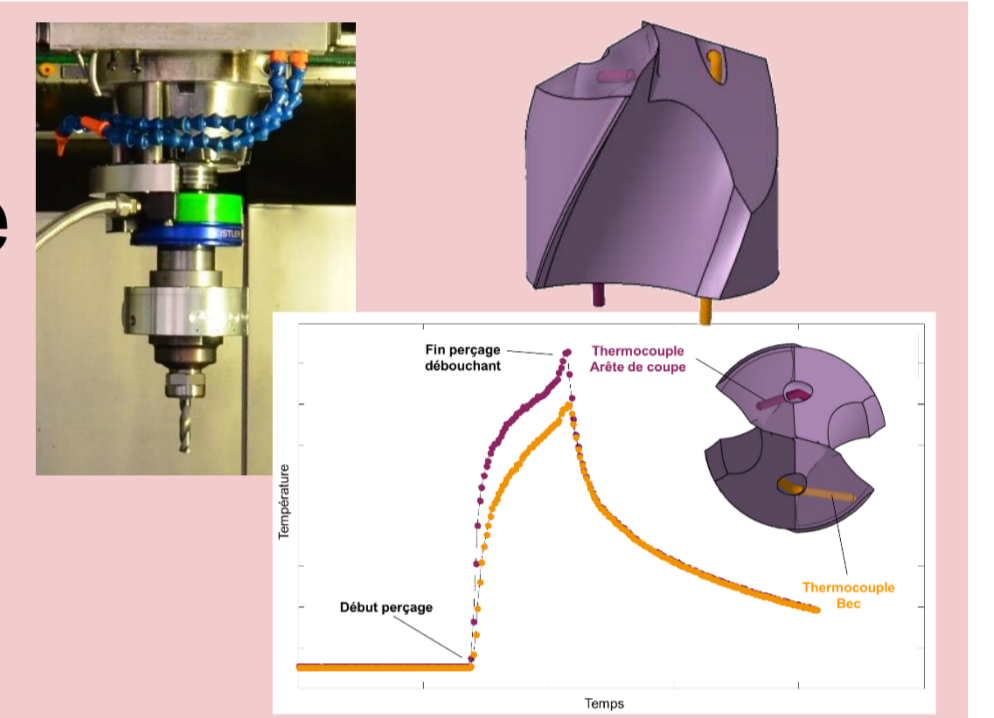 e
Fin perçage
débouchant
Thermocouple
Arête de coupe
Température
Début perçage
Thermocouple
Bec
Temps